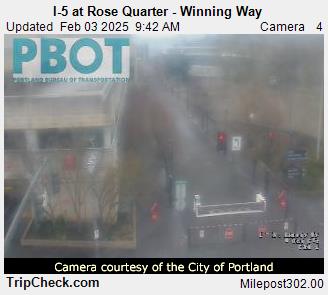 I-5 at Rose Quarter - Winning Way
Updated  Feb 03 2025  9:42 AM
Camera   4
PBOT
PORTLAND BUREAU OF TRANSPORTATION
Camera courtesy of the City of Portland
TripCheck.com
Milepost302.00